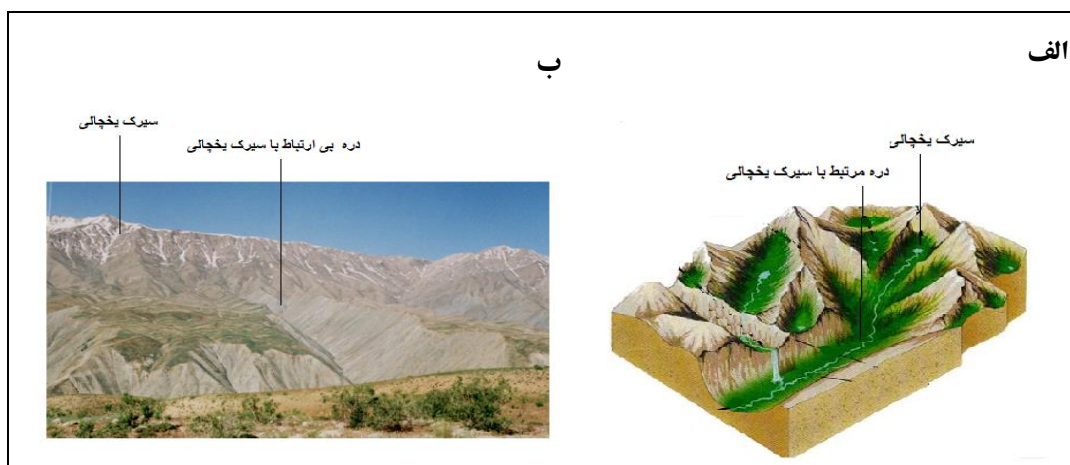 الف
ب
سیرک یخچالی
دره مرتبط با سیرک یخچالی
سیرک یخچالی
دره بی ارتباط با سیرک یخچالی